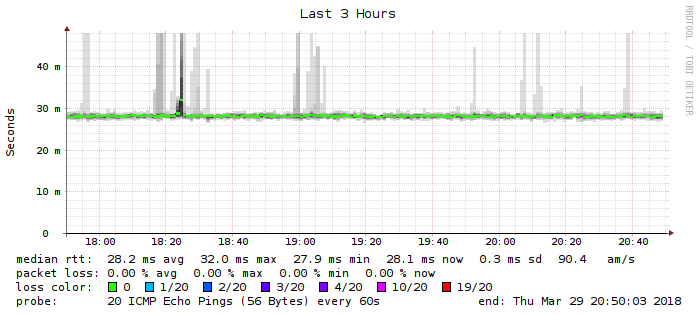 Last 3 Hours
RRDTOOL / TOBI OETIKER
Seconds
40 m
30 m
20 m
10 m
0
18:00 18:20 18:40 19:00 19:20 19:40 20:00 20:20 20:40
median rtt: 28.2 ms avg 32.0 ms max 27.9 ms min 28.1 ms now 0.3 ms sd 90.4 am/s
packet loss: 0.00 % avg 0.00 % max 0.00 % min 0.00 % now
loss color: 0 1/20 2/20 3/20 4/20 10/20 19/20
probe: 20 ICMP Echo Pings (56 Bytes) every 60s end: Thu Mar 29 20:50:03 2018